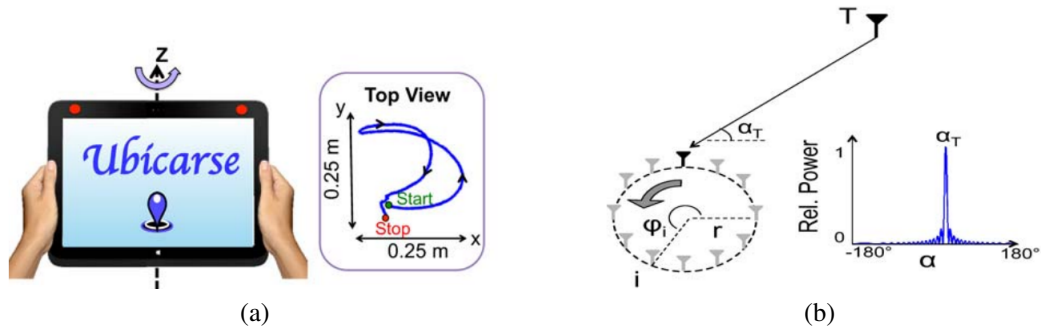 Z
Ubicarse
Top View
y
0.25 m
Start
Stop
0.25 m
x
(a)
T
α_T
φ_i
r
i
Rel. Power
1
0
α_T
-180°
α
180°
(b)